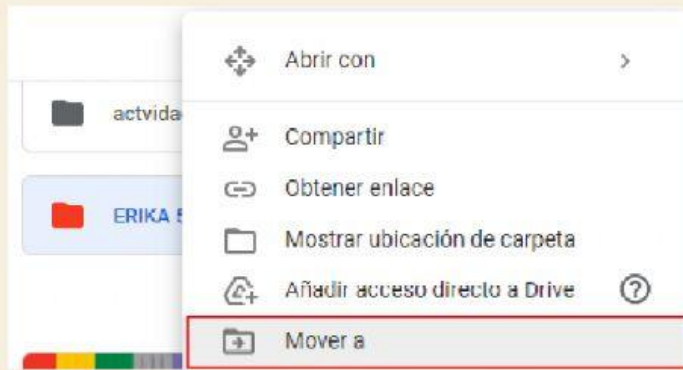 Abrir con
actvida
Compartir
Obtener enlace
ERIKA 5
Mostrar ubicación de carpeta
Añadir acceso directo a Drive
Mover a